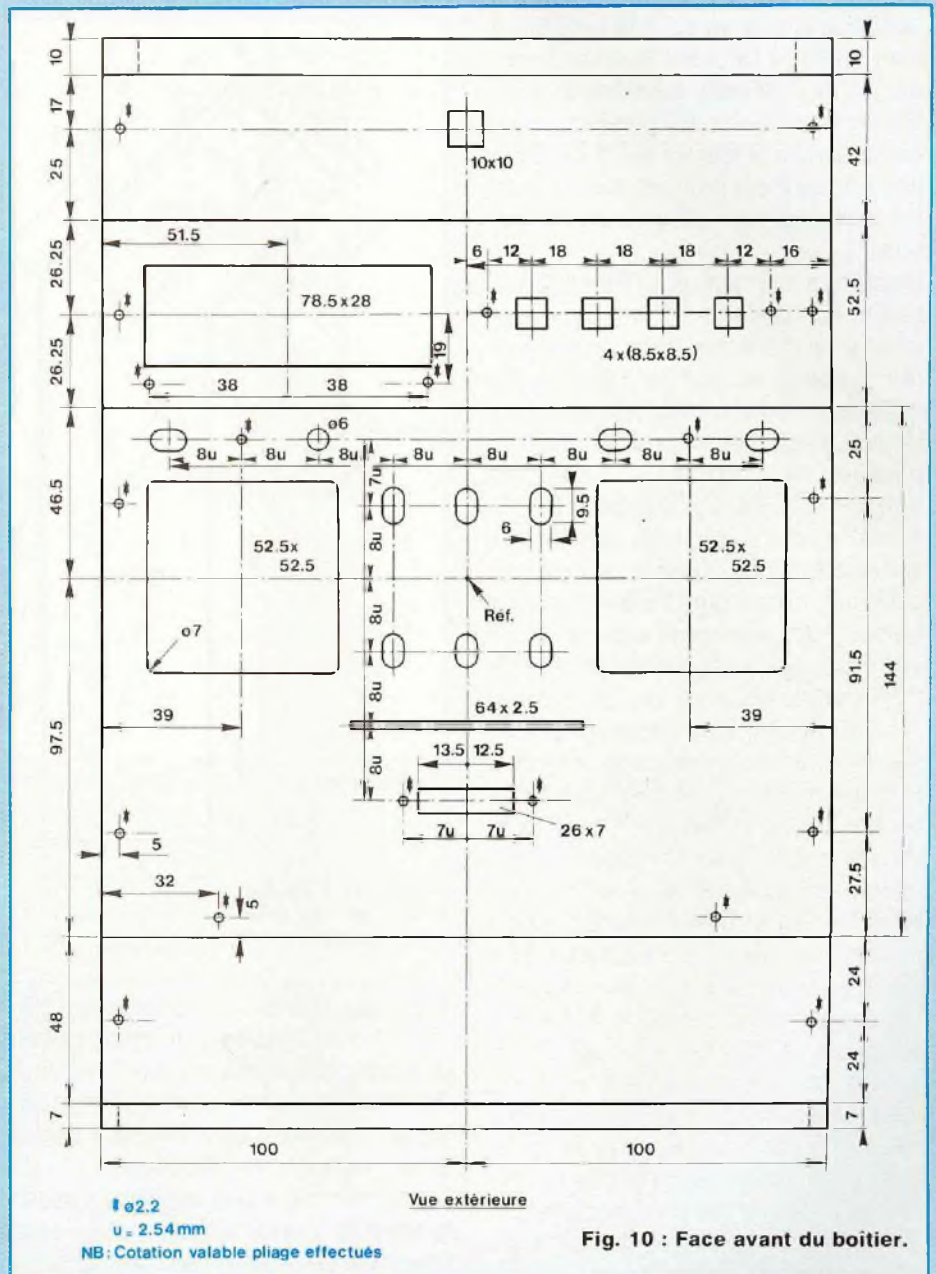 10
10
17
25
42
10x10
51.5
6 12 18 18 18 12 16
26.25
78.5x28
52.5
4x(8.5x8.5)
19
26.25
38 38
ø6
8u 8u 8u 8u 8u 8u 8u 8u
25
7u
46.5
9.5
6
8u
52.5x
52.5
52.5x
52.5
Réf.
8u
ø7
91.5
144
8u
64x2.5
39
39
97.5
13.5 12.5
8u
26x7
7u 7u
5
32
5
27.5
48
24
24
7
7
100
100
ø2.2
u = 2.54mm
NB: Cotation valable pliage effectués
Vue extérieure
Fig. 10 : Face avant du boîtier.